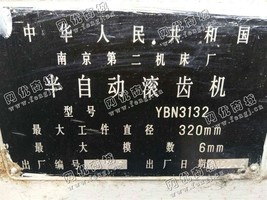 中华人民共和国
南京第二机床厂
半自动滚齿机
型号 YBN3132
最大工件直径 320mm
最大模数 6mm
出厂编号 出厂日期